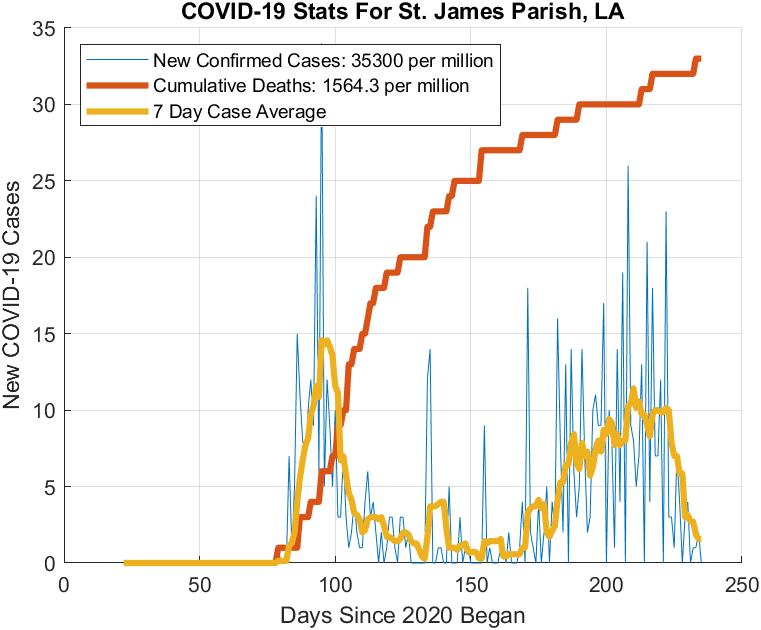 COVID-19 Stats For St. James Parish, LA
New Confirmed Cases: 35300 per million
Cumulative Deaths: 1564.3 per million
7 Day Case Average
New COVID-19 Cases
35
30
25
20
15
10
5
0
0 50 100 150 200 250
Days Since 2020 Began